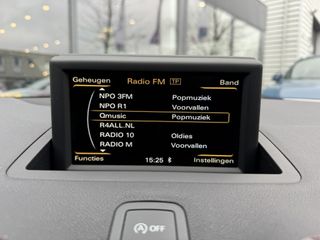 Geheugen Radio FM TP Band
NPO 3FM Popmuziek
NPO R1 Voorvallen
Qmusic Popmuziek
R4ALL.NL
RADIO 10 Oldies
RADIO M Voorvallen
Functies 15:25 Instellingen
A OFF